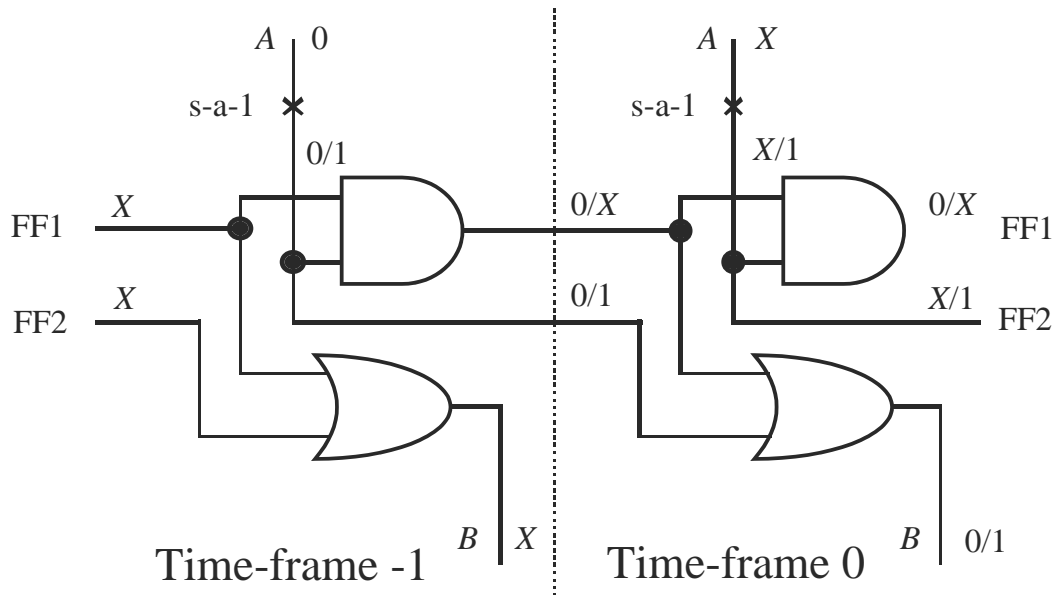 A 0
s-a-1
0/1
FF1
X
FF2
X
B X
Time-frame -1
A X
s-a-1
X/1
0/X
0/X
FF1
0/1
X/1
FF2
B 0/1
Time-frame 0